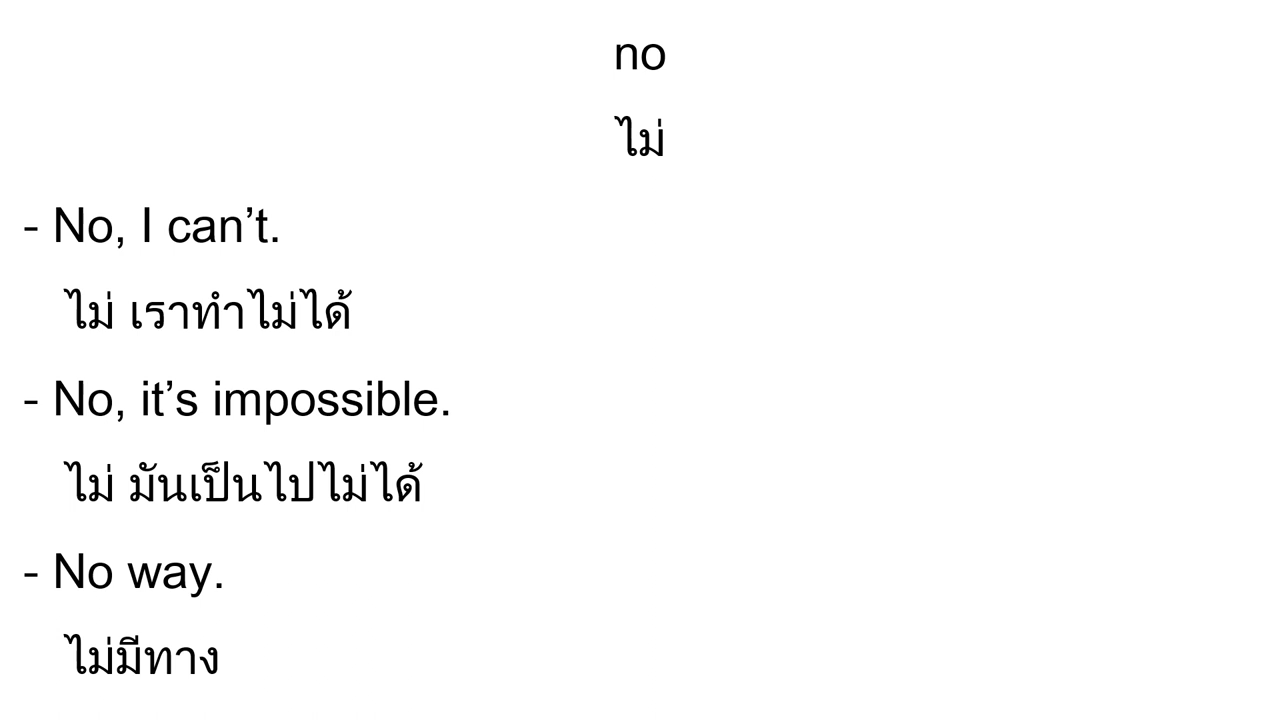 no
ไม่
- No, I can’t.
ไม่ เราทำไม่ได้
- No, it’s impossible.
ไม่ มันเป็นไปไม่ได้
- No way.
ไม่มีทาง